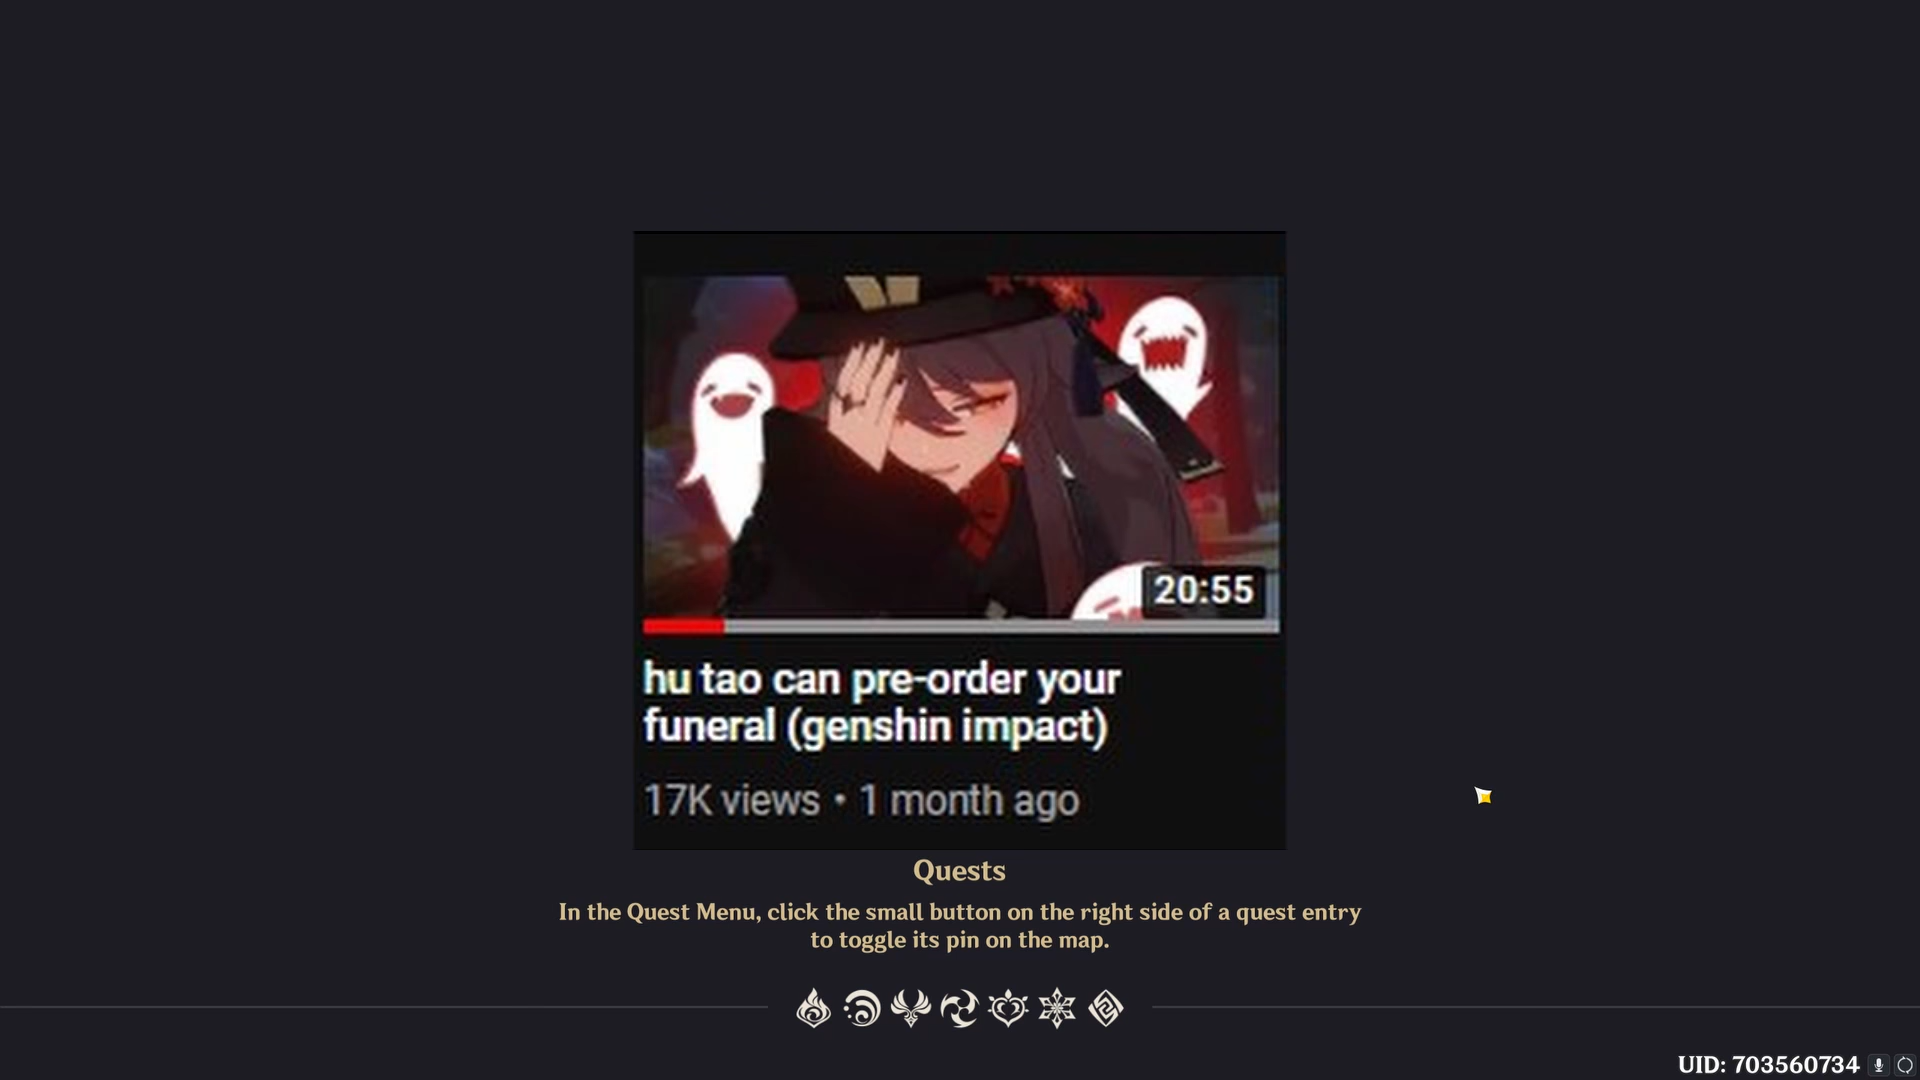 20:55
hu tao can pre-order your
funeral (genshin impact)
17K views • 1 month ago
Quests
In the Quest Menu, click the small button on the right side of a quest entry
to toggle its pin on the map.
UID: 703560734